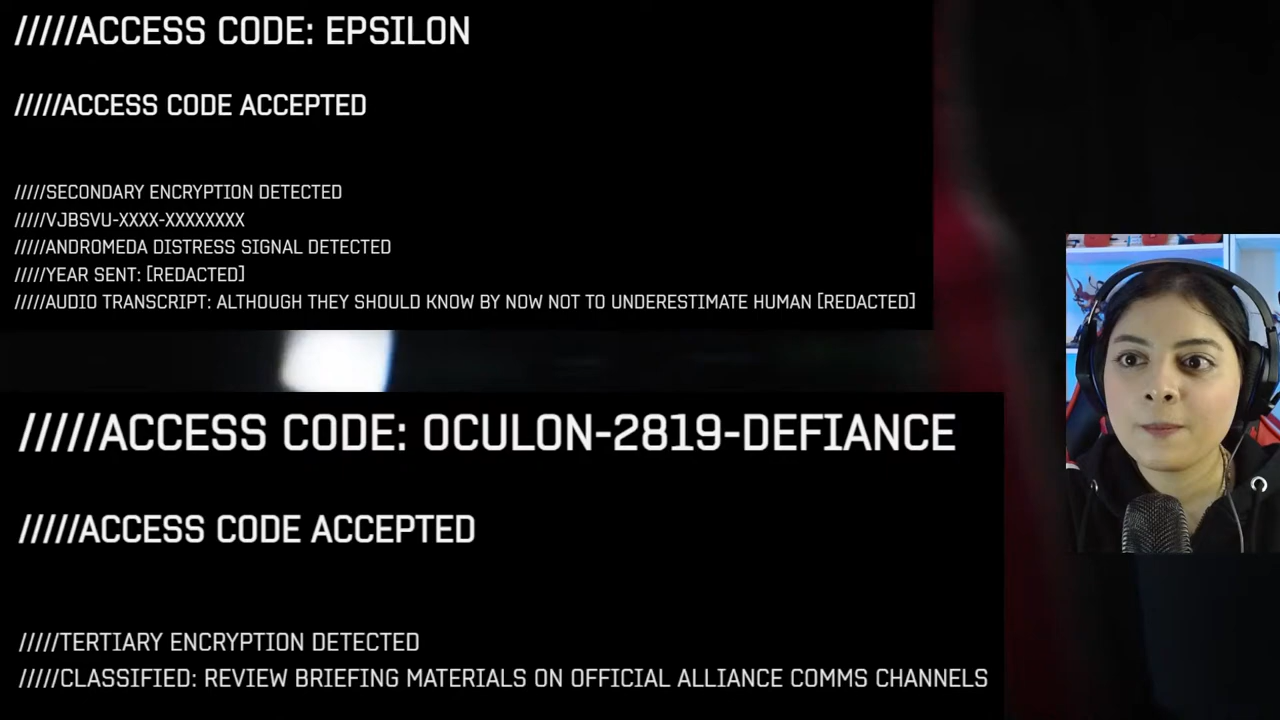 /////ACCESS CODE: EPSILON
/////ACCESS CODE ACCEPTED
/////SECONDARY ENCRYPTION DETECTED
/////VJBSVU-XXXX-XXXXXXXX
/////ANDROMEDA DISTRESS SIGNAL DETECTED
/////YEAR SENT: [REDACTED]
/////AUDIO TRANSCRIPT: ALTHOUGH THEY SHOULD KNOW BY NOW NOT TO UNDERESTIMATE HUMAN [REDACTED]
/////ACCESS CODE: OCULON-2819-DEFIANCE
/////ACCESS CODE ACCEPTED
/////TERTIARY ENCRYPTION DETECTED
/////CLASSIFIED: REVIEW BRIEFING MATERIALS ON OFFICIAL ALLIANCE COMMS CHANNELS